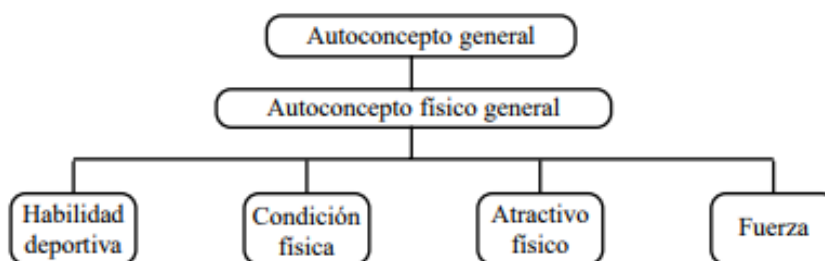 Autoconcepto general
Autoconcepto físico general
Habilidad
deportiva
Condición
física
Atractivo
físico
Fuerza